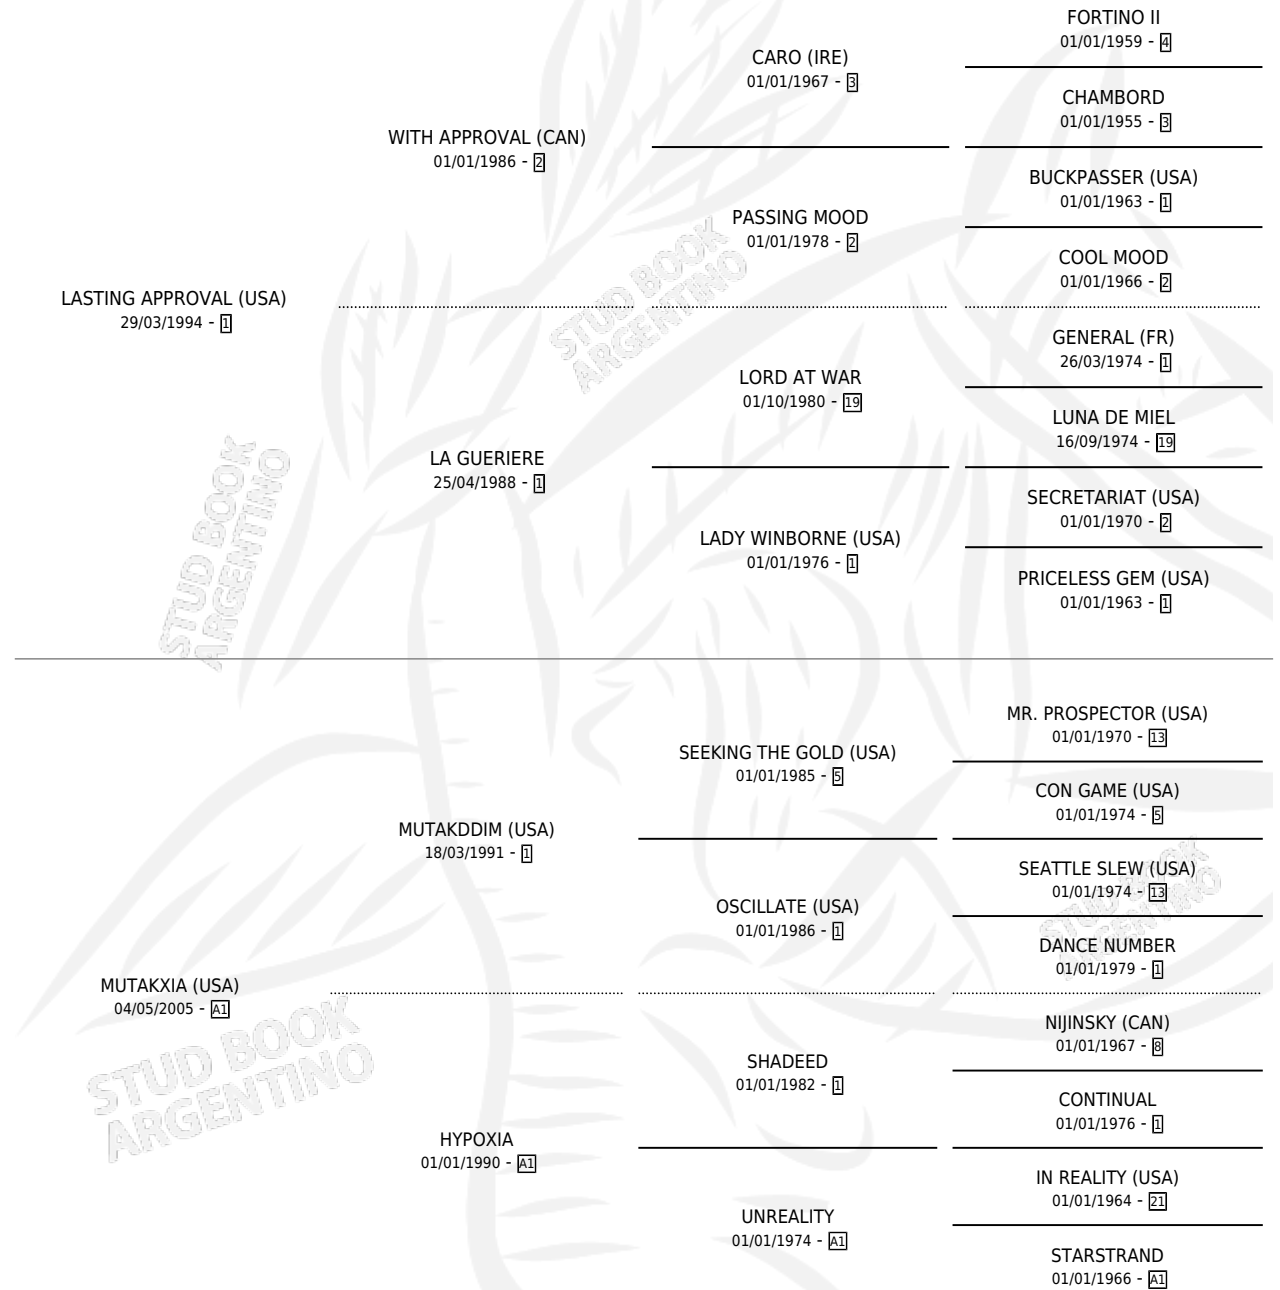 FORTINO II
01/01/1959 - 4
CARO (IRE)
01/01/1967 - 3
CHAMBORD
01/01/1955 - 3
WITH APPROVAL (CAN)
01/01/1986 - 2
BUCKPASSER (USA)
01/01/1963 - 1
PASSING MOOD
01/01/1978 - 2
COOL MOOD
01/01/1966 - 2
LASTING APPROVAL (USA)
29/03/1994 - 1
STUD BOOK
ARGENTINO
GENERAL (FR)
26/03/1974 - 1
LORD AT WAR
01/10/1980 - 19
LUNA DE MIEL
16/09/1974 - 19
LA GUERIERE
25/04/1988 - 1
SECRETARIAT (USA)
01/01/1970 - 2
LADY WINBORNE (USA)
01/01/1976 - 1
PRICELESS GEM (USA)
01/01/1963 - 1
STUD BOOK
ARGENTINO
MR. PROSPECTOR (USA)
01/01/1970 - 13
SEEKING THE GOLD (USA)
01/01/1985 - 5
CON GAME (USA)
01/01/1974 - 5
MUTAKDDIM (USA)
18/03/1991 - 1
SEATTLE SLEW (USA)
01/01/1974 - 13
OSCILLATE (USA)
01/01/1986 - 1
STUD BOOK
ARGENTINO
DANCE NUMBER
01/01/1979 - 1
MUTAKXIA (USA)
04/05/2005 - A1
NIJINSKY (CAN)
01/01/1967 - 8
SHADEED
01/01/1982 - 1
STUD BOOK
ARGENTINO
CONTINUAL
01/01/1976 - 1
HYPOXIA
01/01/1990 - A1
IN REALITY (USA)
01/01/1964 - 21
UNREALITY
01/01/1974 - A1
STARSTRAND
01/01/1966 - A1